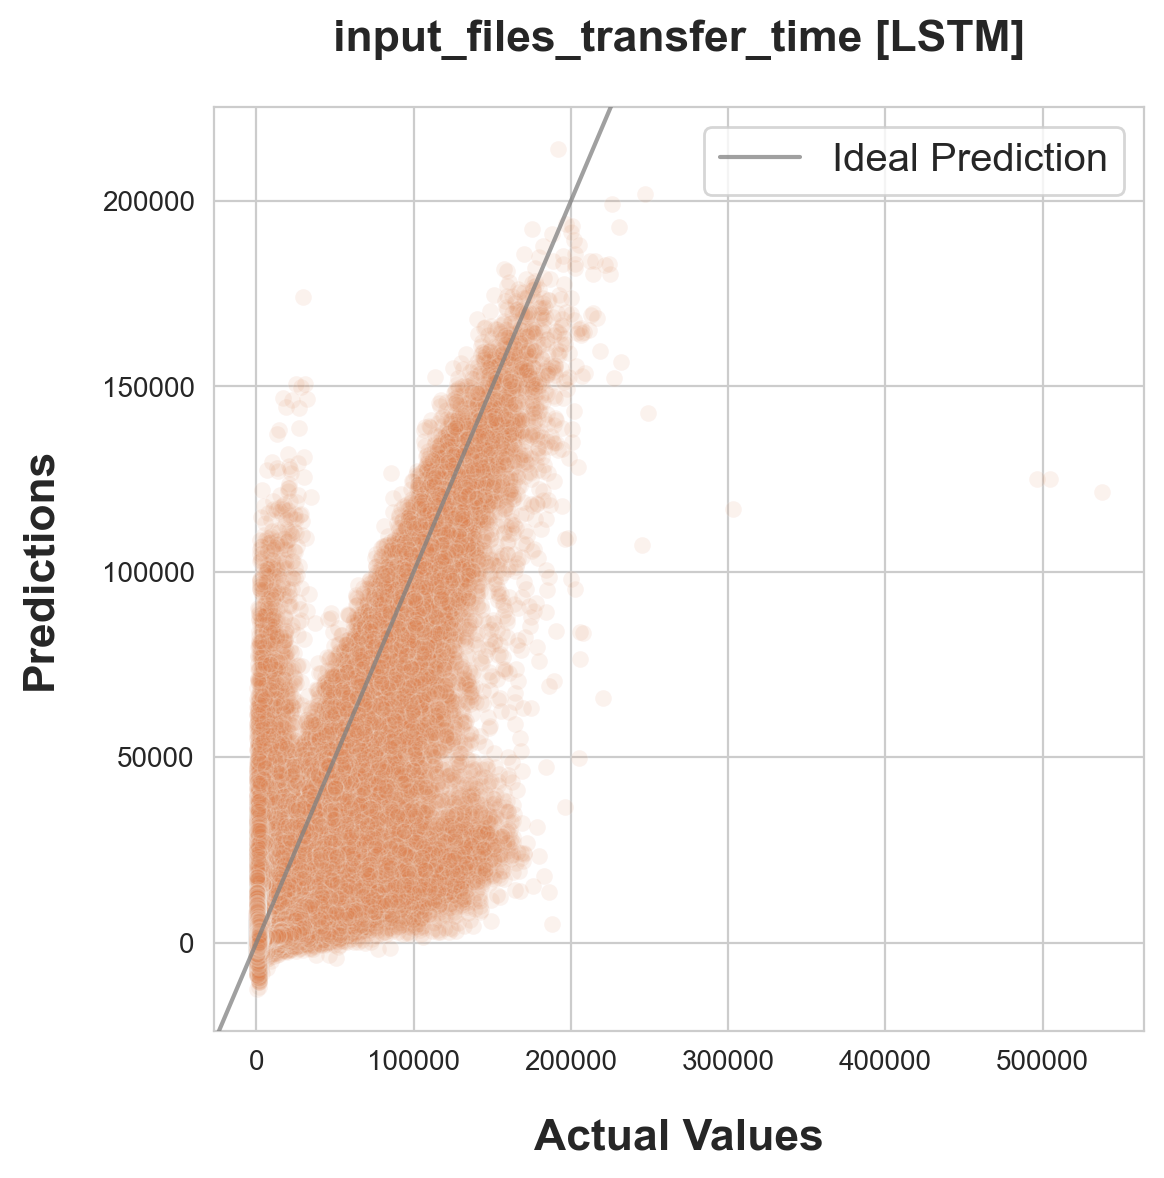 input_files_transfer_time [LSTM]
Ideal Prediction
200000
150000
100000
50000
0
Predictions
0 100000 200000 300000 400000 500000
Actual Values